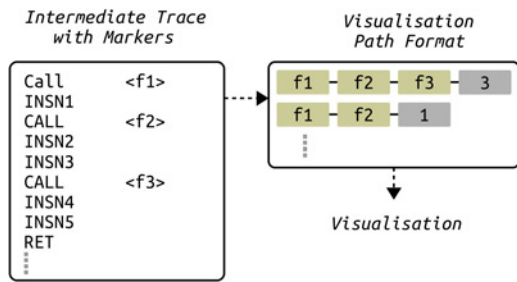 Intermediate Trace
with Markers
Call <f1>
INSN1
CALL <f2>
INSN2
INSN3
CALL <f3>
INSN4
INSN5
RET
Visualisation
Path Format
f1 f2 f3 3
f1 f2 1
Visualisation